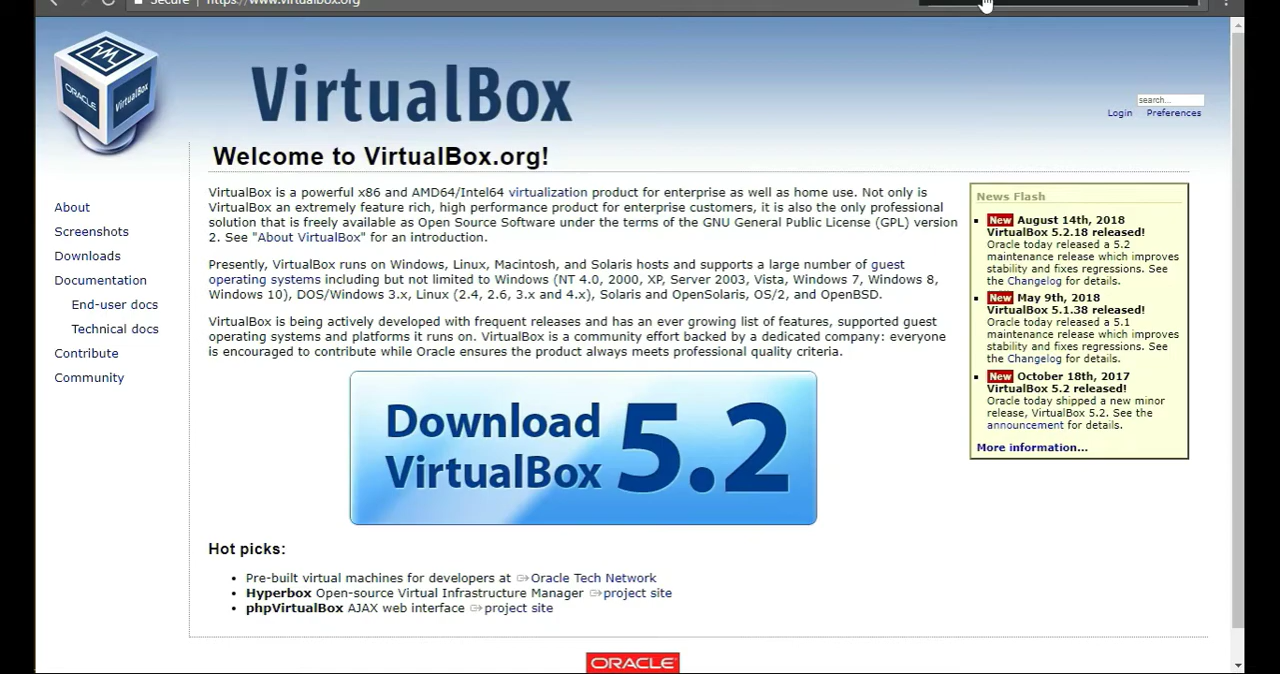 Secure | https://www.virtualbox.org
ORACLE
VirtualBox
VirtualBox
search...
Login Preferences
Welcome to VirtualBox.org!
About
Screenshots
Downloads
Documentation
End-user docs
Technical docs
Contribute
Community
VirtualBox is a powerful x86 and AMD64/Intel64 virtualization product for enterprise as well as home use. Not only is
VirtualBox an extremely feature rich, high performance product for enterprise customers, it is also the only professional
solution that is freely available as Open Source Software under the terms of the GNU General Public License (GPL) version
2. See "About VirtualBox" for an introduction.
Presently, VirtualBox runs on Windows, Linux, Macintosh, and Solaris hosts and supports a large number of guest
operating systems including but not limited to Windows (NT 4.0, 2000, XP, Server 2003, Vista, Windows 7, Windows 8,
Windows 10), DOS/Windows 3.x, Linux (2.4, 2.6, 3.x and 4.x), Solaris and OpenSolaris, OS/2, and OpenBSD.
VirtualBox is being actively developed with frequent releases and has an ever growing list of features, supported guest
operating systems and platforms it runs on. VirtualBox is a community effort backed by a dedicated company: everyone
is encouraged to contribute while Oracle ensures the product always meets professional quality criteria.
Download
VirtualBox 5.2
Hot picks:
Pre-built virtual machines for developers at Oracle Tech Network
Hyperbox Open-source Virtual Infrastructure Manager project site
phpVirtualBox AJAX web interface project site
News Flash
New August 14th, 2018
VirtualBox 5.2.18 released!
Oracle today released a 5.2
maintenance release which improves
stability and fixes regressions. See
the Changelog for details.
New May 9th, 2018
VirtualBox 5.1.38 released!
Oracle today released a 5.1
maintenance release which improves
stability and fixes regressions. See
the Changelog for details.
New October 18th, 2017
VirtualBox 5.2 released!
Oracle today shipped a new minor
release, VirtualBox 5.2. See the
announcement for details.
More information...
ORACLE